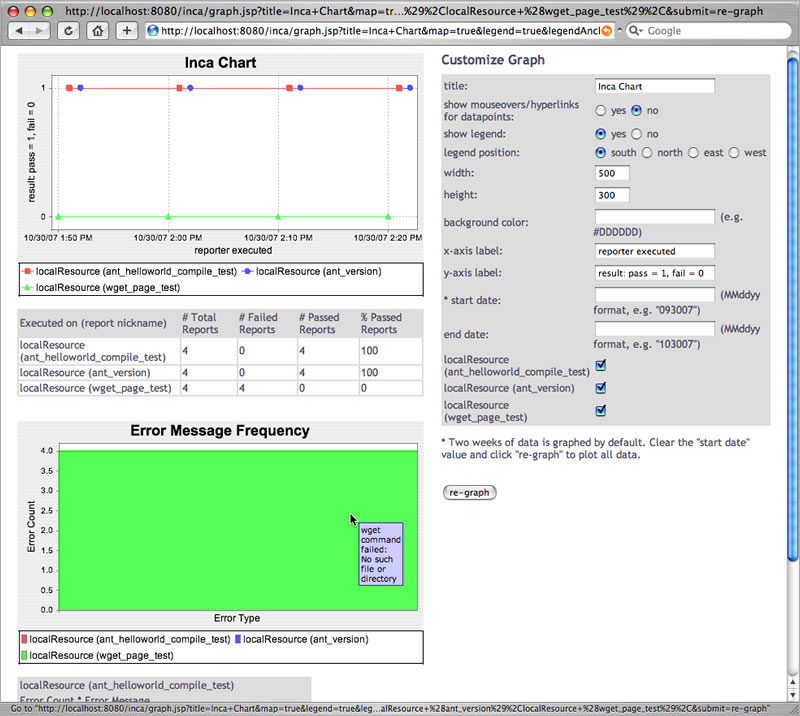 http://localhost:8080/inca/graph.jsp?title=Inca+Chart&map=tr...%29%2ClocalResource+%28wget_page_test%29%2C&submit=re-graph
http://localhost:8080/inca/graph.jsp?title=Inca+Chart&map=true&legend=true&legendAncl
Google
Inca Chart
result: pass = 1, fail = 0
1
0
10/30/07 1:50 PM 10/30/07 2:00 PM 10/30/07 2:10 PM 10/30/07 2:20 PM
reporter executed
localResource (ant_helloworld_compile_test) localResource (ant_version)
localResource (wget_page_test)
Executed on (report nickname) # Total Reports # Failed Reports # Passed Reports % Passed Reports
localResource (ant_helloworld_compile_test) 4 0 4 100
localResource (ant_version) 4 0 4 100
localResource (wget_page_test) 4 4 0 0
Error Message Frequency
Error Count
4.0
3.5
3.0
2.5
2.0
1.5
1.0
0.5
0.0
wget
command
failed:
No such
file or
directory
Error Type
localResource (ant_helloworld_compile_test) localResource (ant_version)
localResource (wget_page_test)
localResource (ant_helloworld_compile_test)
Error Count * Error Message
Customize Graph
title: Inca Chart
show mouseovers/hyperlinks
for datapoints: yes no
show legend: yes no
legend position: south north east west
width: 500
height: 300
background color: (e.g.
#DDDDDD)
x-axis label: reporter executed
y-axis label: result: pass = 1, fail = 0
* start date: (MMddyy
format, e.g. "093007")
end date: (MMddyy
format, e.g. "103007")
localResource
(ant_helloworld_compile_test)
localResource (ant_version)
localResource
(wget_page_test)
* Two weeks of data is graphed by default. Clear the "start date"
value and click "re-graph" to plot all data.
re-graph
Go to "http://localhost:8080/inca/graph.jsp?title=Inca+Chart&map=true&legend=true&leg...alResource+%28ant_version%29%2ClocalResource+%28wget_page_test%29%2C&submit=re-graph"